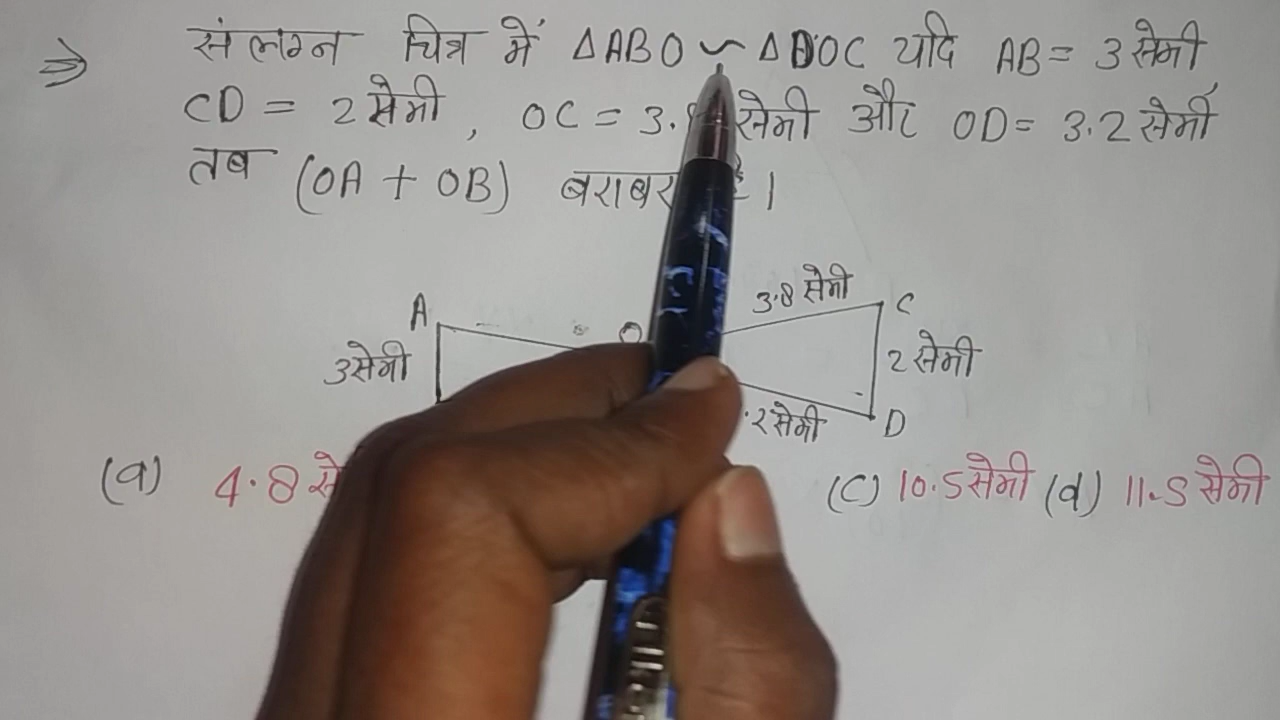 ⇒ संलग्न चित्र में ΔABO ∽ ΔDOC यदि AB = 3 सेमी
CD = 2 सेमी, OC = 3. सेमी और OD = 3.2 सेमी
तब (OA + OB) बराबर है।
3.8 सेमी
A O C
3 सेमी 2 सेमी
.2 सेमी D
(a) 4.8 से (c) 10.5 सेमी (d) 11.5 सेमी